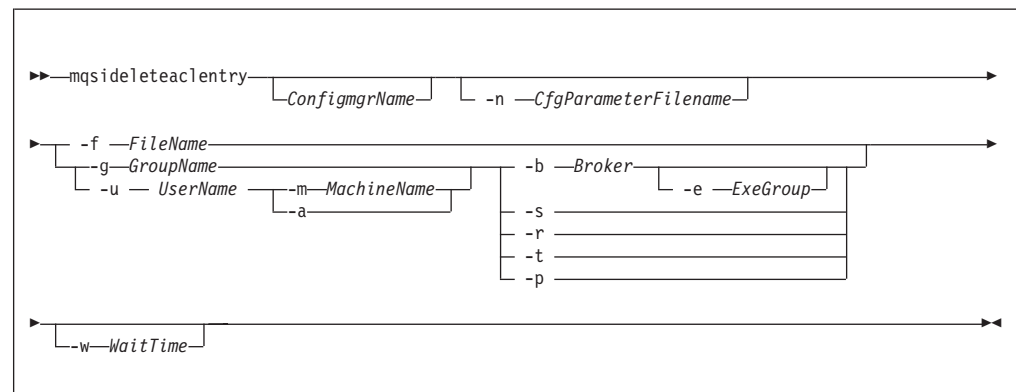 mqsideleteaclentry
ConfigmgrName -n CfgParameterFilename
-f FileName
-g GroupName -b Broker
-u UserName -m MachineName -e ExeGroup
-a -s
-r
-t
-p
-w WaitTime